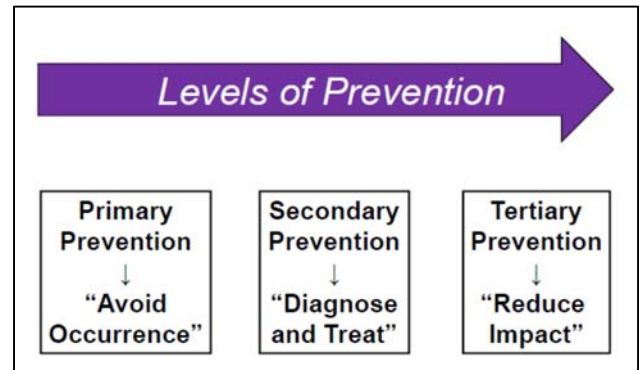 Levels of Prevention
Primary
Prevention
↓
“Avoid
Occurrence”
Secondary
Prevention
↓
“Diagnose
and Treat”
Tertiary
Prevention
↓
“Reduce
Impact”